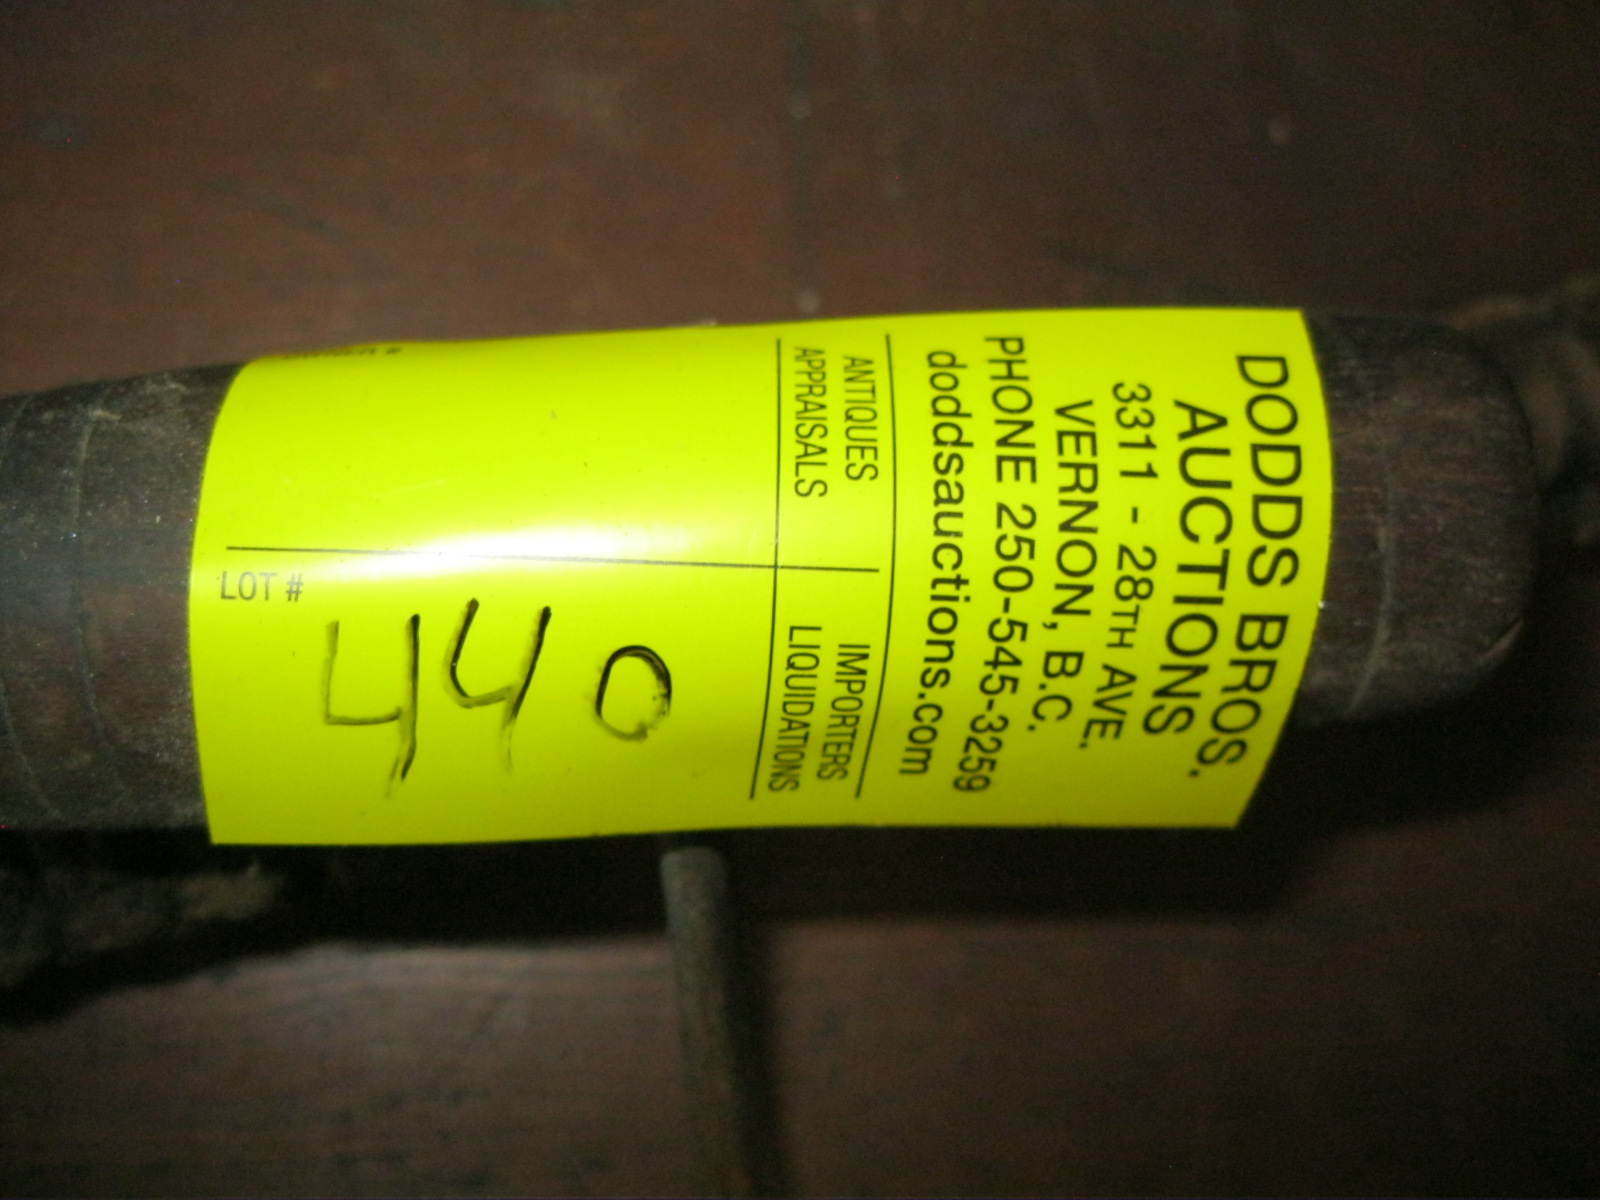 DODDS BROS.
AUCTIONS
3311 - 28TH AVE.
VERNON, B.C.
PHONE 250-545-3259
doddsauctions.com
ANTIQUES
APPRAISALS
IMPORTERS
LIQUIDATIONS
LOT #
440